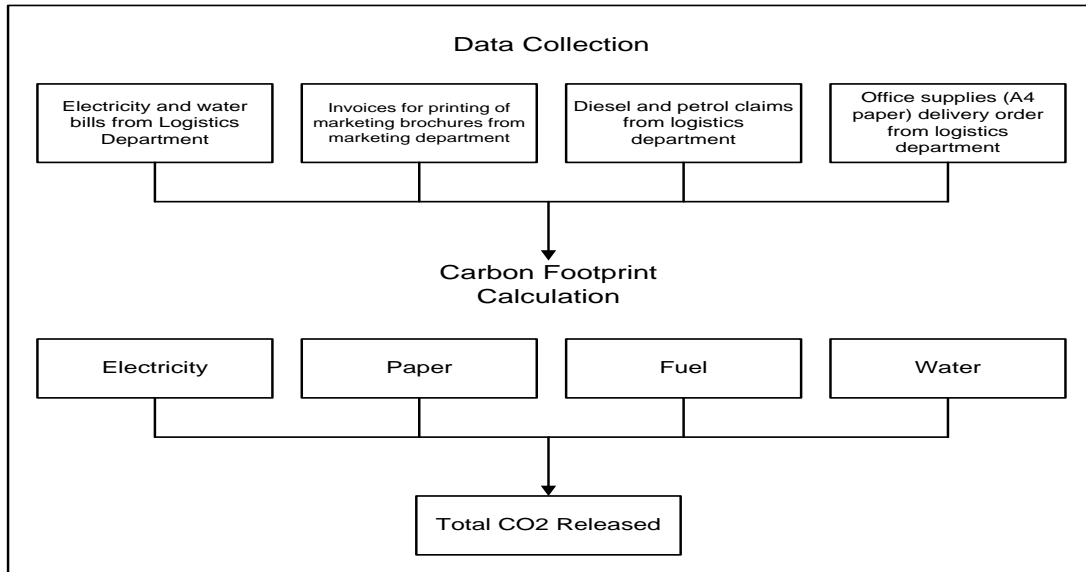 Data Collection
Electricity and water
bills from Logistics
Department
Invoices for printing of
marketing brochures from
marketing department
Diesel and petrol claims
from logistics
department
Office supplies (A4
paper) delivery order
from logistics
department
Carbon Footprint
Calculation
Electricity
Paper
Fuel
Water
Total CO2 Released